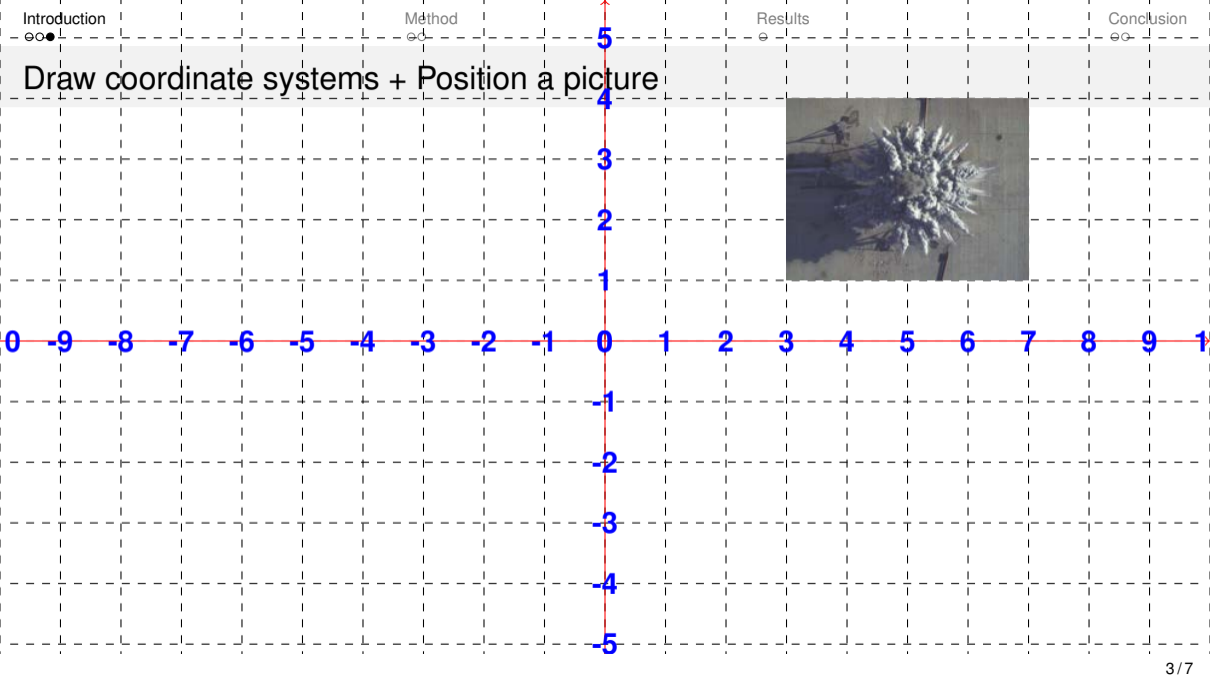 Introduction Method Results Conclusion
Draw coordinate systems + Position a picture
5
4
3
2
1
0 -9 -8 -7 -6 -5 -4 -3 -2 -1 0 1 2 3 4 5 6 7 8 9 1
-1
-2
-3
-4
-5
3 / 7